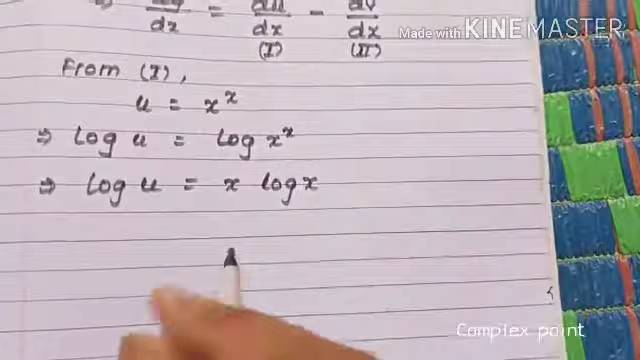 Made with KINEMASTER
dx = dx - dx
(I) (II)
From (I),
u = x^x
⇒ log u = log x^x
⇒ log u = x log x
Complex point